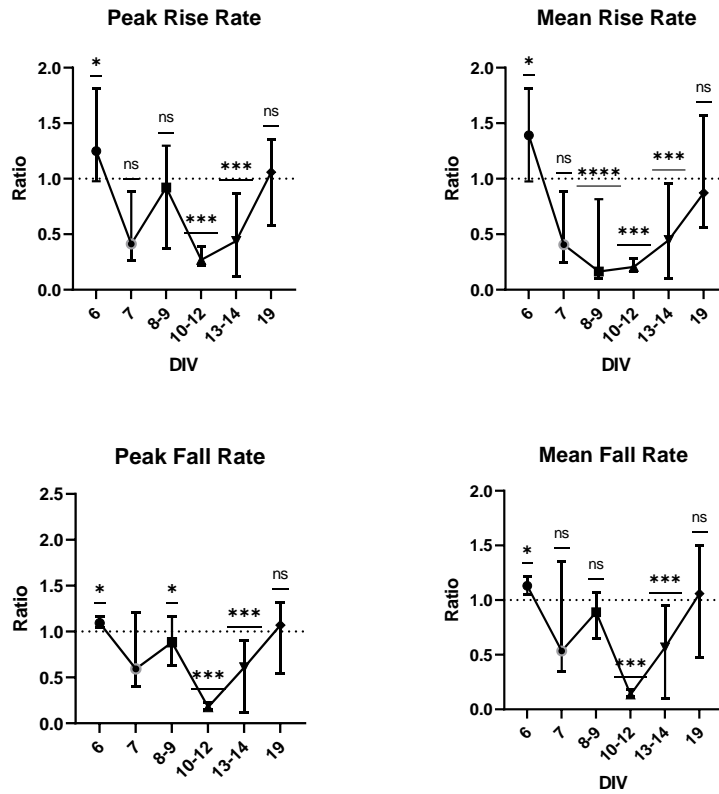 Peak Rise Rate
2.0
1.5
1.0
0.5
0.0
Ratio
*
ns
ns
***
***
ns
6
7
8-9
10-12
13-14
19
DIV
Mean Rise Rate
2.0
1.5
1.0
0.5
0.0
Ratio
*
ns
****
***
***
ns
6
7
8-9
10-12
13-14
19
DIV
Peak Fall Rate
2.5
2.0
1.5
1.0
0.5
0.0
Ratio
*
*
***
***
ns
6
7
8-9
10-12
13-14
19
Mean Fall Rate
2.0
1.5
1.0
0.5
0.0
Ratio
*
ns
ns
***
***
ns
6
7
8-9
10-12
13-14
19
DIV